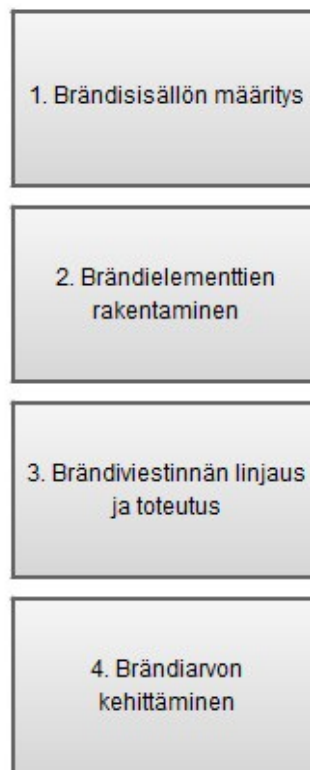 1. Brändisisällön määritys
2. Brändielementtien
rakentaminen
3. Brändiviestinnän linjaus
ja toteutus
4. Brändiarvon
kehittäminen